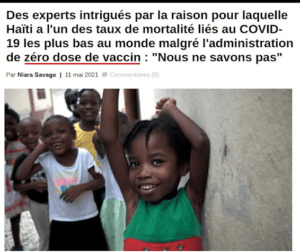 Des experts intrigués par la raison pour laquelle
Haïti a l'un des taux de mortalité liés au COVID-
19 les plus bas au monde malgré l'administration
de zéro dose de vaccin : "Nous ne savons pas"
Par Niara Savage | 11 mai 2021 Commentaires (0)